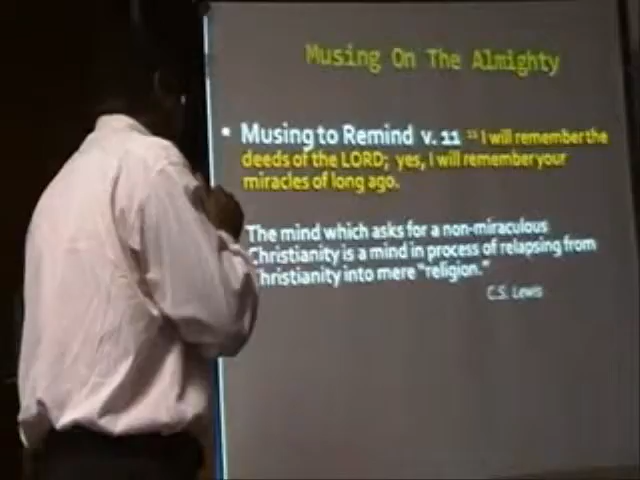 Musing On The Almighty
• Musing to Remind v. 11 ¹¹ I will remember the
deeds of the LORD; yes, I will remember your
miracles of long ago.
The mind which asks for a non-miraculous
Christianity is a mind in process of relapsing from
Christianity into mere "religion."
C.S. Lewis